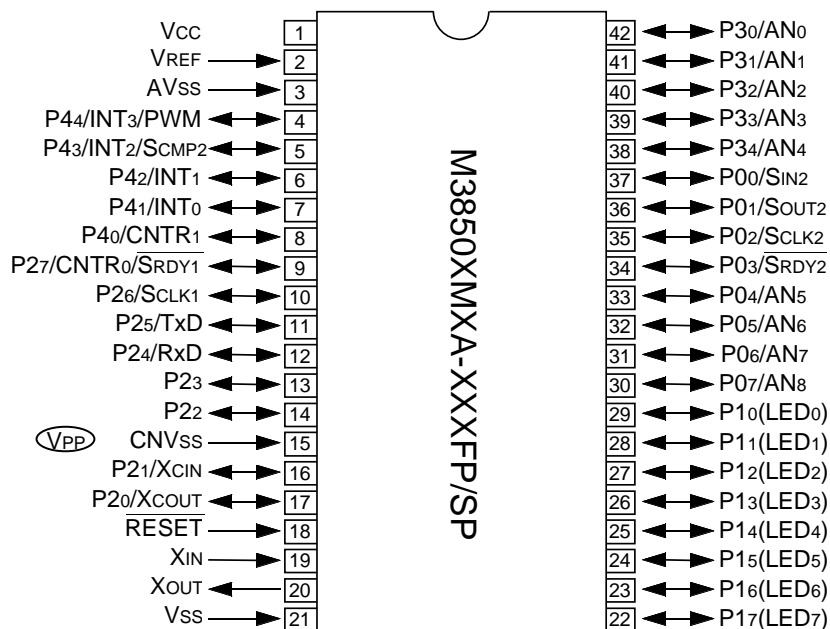 VCC 1
VREF 2
AVSS 3
P44/INT3/PWM 4
P43/INT2/SCMP2 5
P42/INT1 6
P41/INT0 7
P40/CNTR1 8
P27/CNTR0/SRDY1 9
P26/SCLK1 10
P25/TxD 11
P24/RxD 12
P23 13
P22 14
VPP CNVSS 15
P21/XCIN 16
P20/XCOUT 17
RESET 18
XIN 19
XOUT 20
VSS 21
M3850XMXA-XXXFP/SP
42 P30/AN0
41 P31/AN1
40 P32/AN2
39 P33/AN3
38 P34/AN4
37 P00/SIN2
36 P01/SOUT2
35 P02/SCLK2
34 P03/SRDY2
33 P04/AN5
32 P05/AN6
31 P06/AN7
30 P07/AN8
29 P10(LED0)
28 P11(LED1)
27 P12(LED2)
26 P13(LED3)
25 P14(LED4)
24 P15(LED5)
23 P16(LED6)
22 P17(LED7)